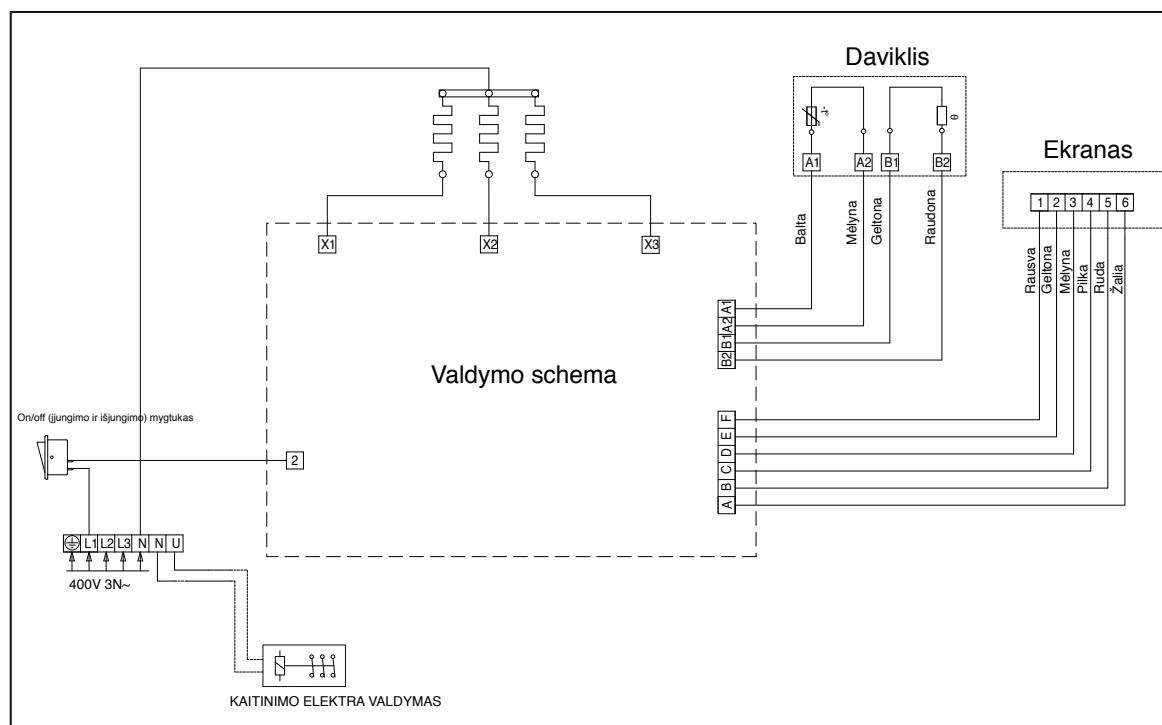 Daviklis
Ekranas
θ
A1 A2 B1 B2
1 2 3 4 5 6
Balta
Mėlyna
Geltona
Raudona
Rausva
Geltona
Mėlyna
Pilka
Ruda
Žalia
X1 X2 X3
A1
A2
B1
B2
Valdymo schema
On/off (įjungimo ir išjungimo) mygtukas
2
F
E
D
C
B
A
L1 L2 L3 N N U
400V 3N~
KAITINIMO ELEKTRA VALDYMAS